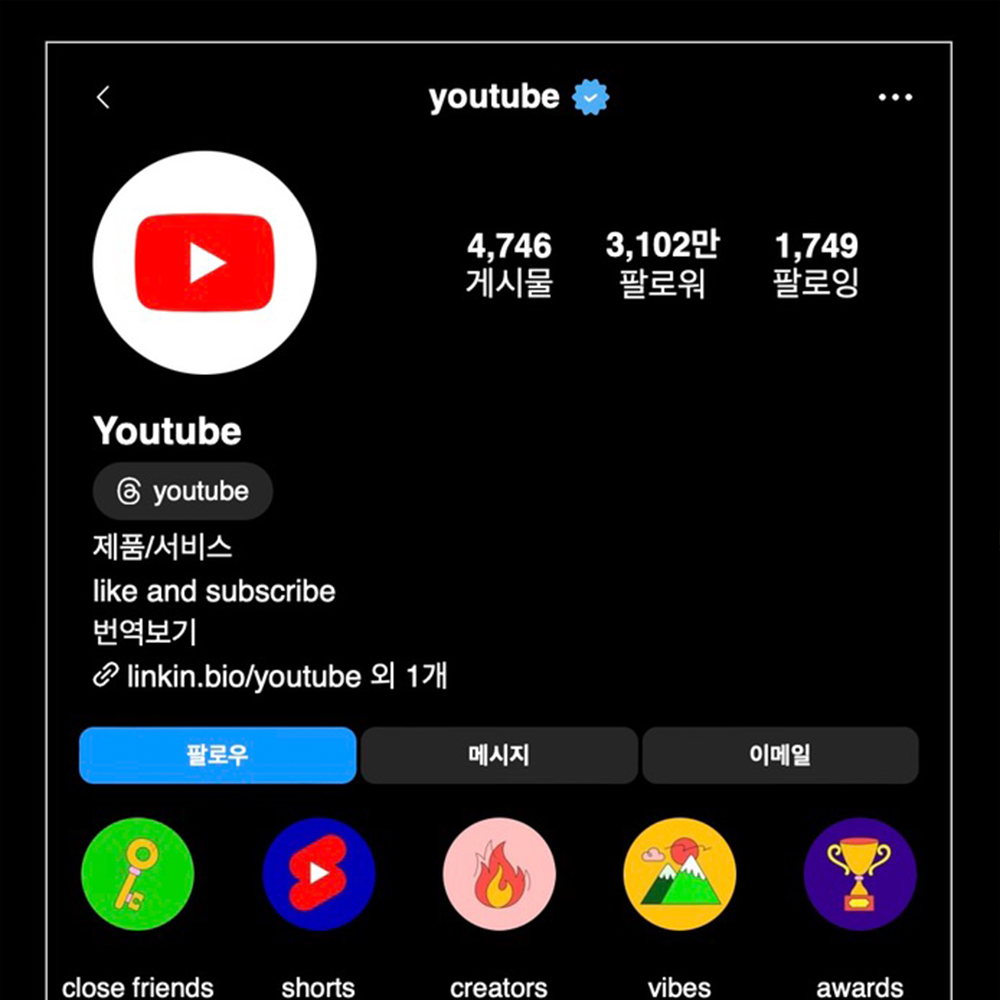 youtube
4,746 3,102만 1,749
게시물 팔로워 팔로잉
Youtube
youtube
제품/서비스
like and subscribe
번역보기
linkin.bio/youtube 외 1개
팔로우 메시지 이메일
close friends shorts creators vibes awards